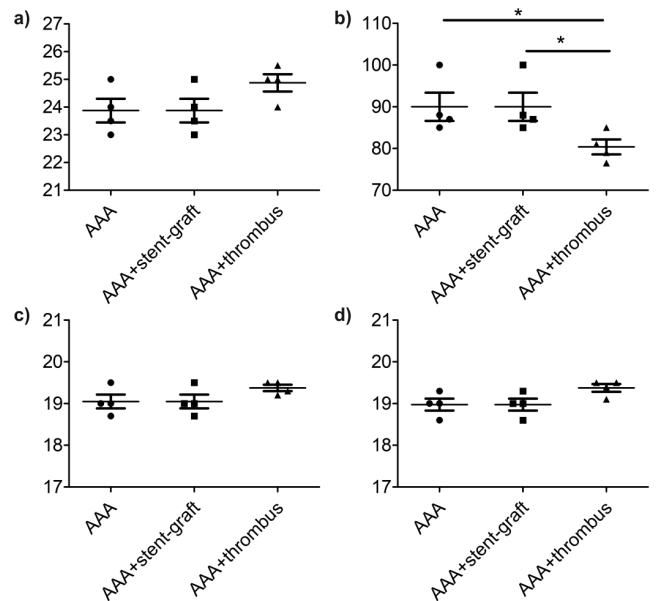 a)
27
26
25
24
23
22
21
AAA
AAA+stent-graft
AAA+thrombus
b)
110
100
90
80
70
*
*
AAA
AAA+stent-graft
AAA+thrombus
c)
21
20
19
18
17
AAA
AAA+stent-graft
AAA+thrombus
d)
21
20
19
18
17
AAA
AAA+stent-graft
AAA+thrombus